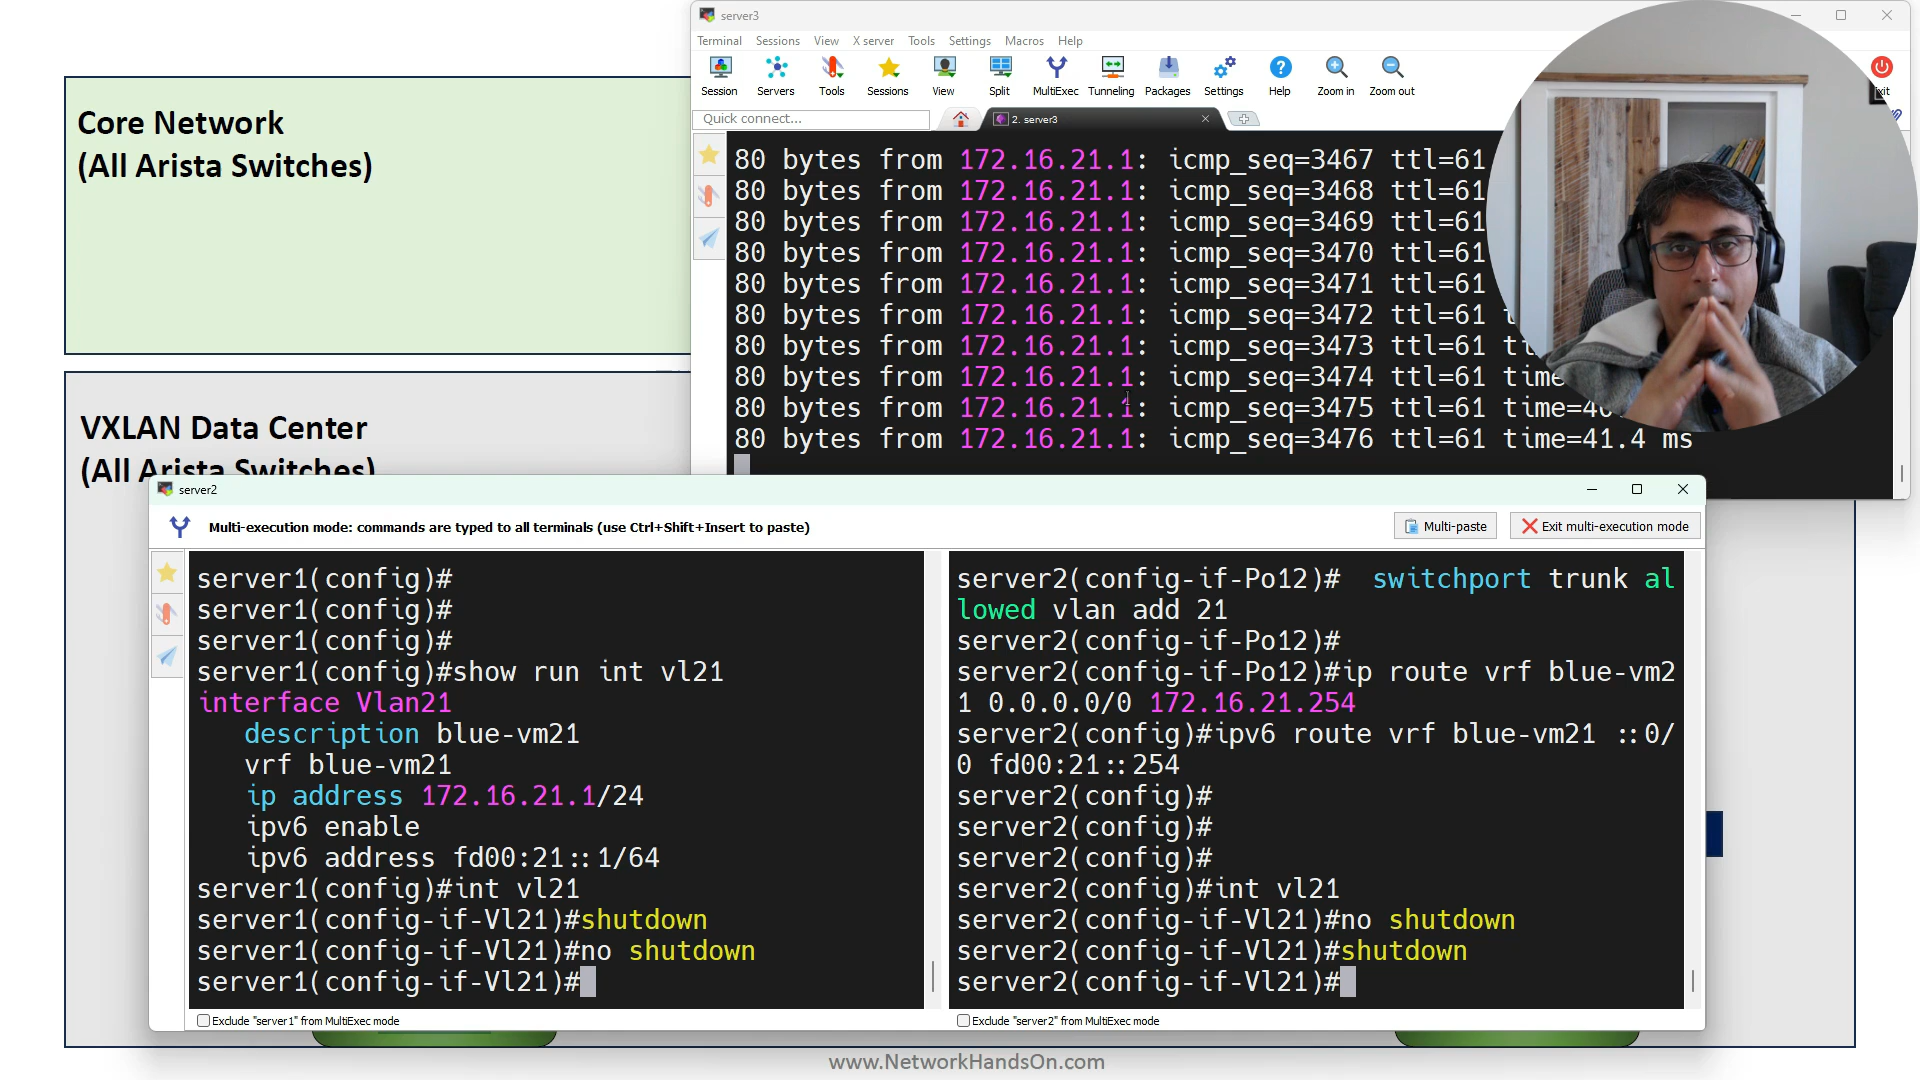 server3
Terminal Sessions View X server Tools Settings Macros Help
Session Servers Tools Sessions View Split MultiExec Tunneling Packages Settings Help Zoom in Zoom out
Quick connect...
2. server3
Core Network
(All Arista Switches)
80 bytes from 172.16.21.1: icmp_seq=3467 ttl=61
80 bytes from 172.16.21.1: icmp_seq=3468 ttl=61
80 bytes from 172.16.21.1: icmp_seq=3469 ttl=61
80 bytes from 172.16.21.1: icmp_seq=3470 ttl=61
80 bytes from 172.16.21.1: icmp_seq=3471 ttl=61
80 bytes from 172.16.21.1: icmp_seq=3472 ttl=61
80 bytes from 172.16.21.1: icmp_seq=3473 ttl=61
80 bytes from 172.16.21.1: icmp_seq=3474 ttl=61 time
80 bytes from 172.16.21.1: icmp_seq=3475 ttl=61
80 bytes from 172.16.21.1: icmp_seq=3476 ttl=61 time=41.4 ms
VXLAN Data Center
(All Arista Switches)
server2
Multi-execution mode: commands are typed to all terminals (use Ctrl+Shift+Insert to paste)
Multi-paste
Exit multi-execution mode
server1(config)#
server1(config)#
server1(config)#
server1(config)#show run int vl21
interface Vlan21
description blue-vm21
vrf blue-vm21
ip address 172.16.21.1/24
ipv6 enable
ipv6 address fd00:21::1/64
server1(config)#int vl21
server1(config-if-Vl21)#shutdown
server1(config-if-Vl21)#no shutdown
server1(config-if-Vl21)#
Exclude "server1" from MultiExec mode
server2(config-if-Po12)#  switchport trunk al
lowed vlan add 21
server2(config-if-Po12)#
server2(config-if-Po12)#ip route vrf blue-vm2
1 0.0.0.0/0 172.16.21.254
server2(config)#ipv6 route vrf blue-vm21 ::0/
0 fd00:21::254
server2(config)#
server2(config)#
server2(config)#
server2(config)#int vl21
server2(config-if-Vl21)#no shutdown
server2(config-if-Vl21)#shutdown
server2(config-if-Vl21)#
Exclude "server2" from MultiExec mode
www.NetworkHandsOn.com